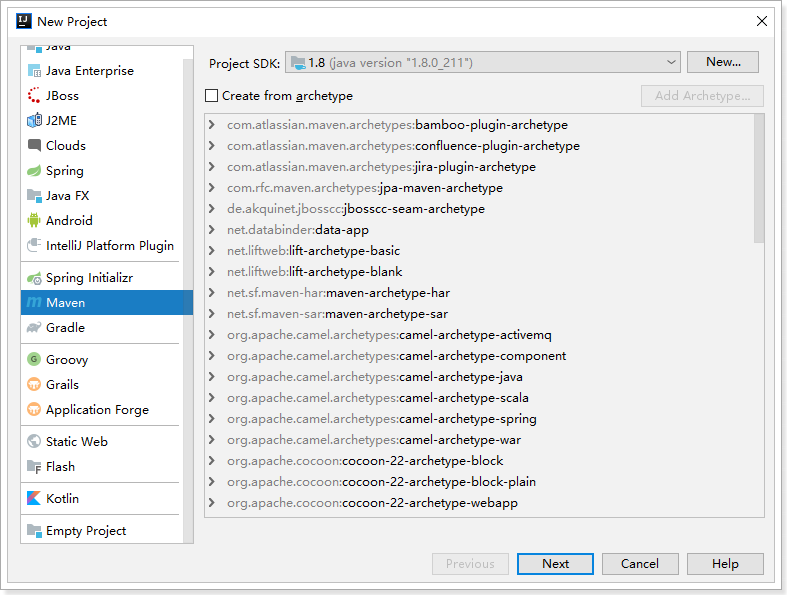 New Project
Java
Java Enterprise
JBoss
J2ME
Clouds
Spring
Java FX
Android
IntelliJ Platform Plugin
Spring Initializr
Maven
Gradle
Groovy
Grails
Application Forge
Static Web
Flash
Kotlin
Empty Project
Project SDK: 1.8 (java version "1.8.0_211") New...
Create from archetype Add Archetype...
com.atlassian.maven.archetypes:bamboo-plugin-archetype
com.atlassian.maven.archetypes:confluence-plugin-archetype
com.atlassian.maven.archetypes:jira-plugin-archetype
com.rfc.maven.archetypes:jpa-maven-archetype
de.akquinet.jbosscc:jbosscc-seam-archetype
net.databinder:data-app
net.liftweb:lift-archetype-basic
net.liftweb:lift-archetype-blank
net.sf.maven-har:maven-archetype-har
net.sf.maven-sar:maven-archetype-sar
org.apache.camel.archetypes:camel-archetype-activemq
org.apache.camel.archetypes:camel-archetype-component
org.apache.camel.archetypes:camel-archetype-java
org.apache.camel.archetypes:camel-archetype-scala
org.apache.camel.archetypes:camel-archetype-spring
org.apache.camel.archetypes:camel-archetype-war
org.apache.cocoon:cocoon-22-archetype-block
org.apache.cocoon:cocoon-22-archetype-block-plain
org.apache.cocoon:cocoon-22-archetype-webapp
Previous Next Cancel Help